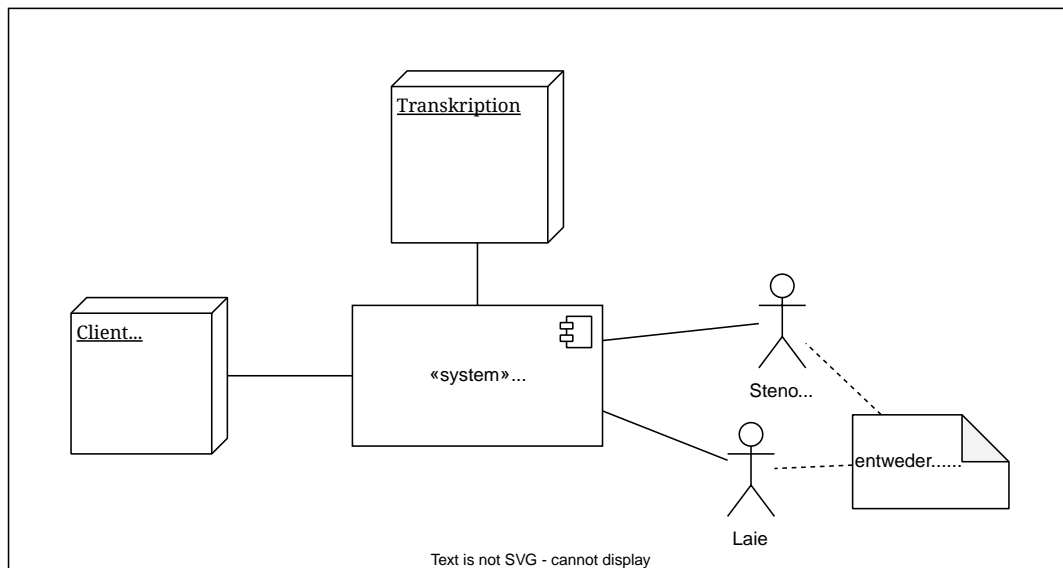 Transkription
Client...
«system»...
Steno...
entweder......
Laie
Text is not SVG - cannot display